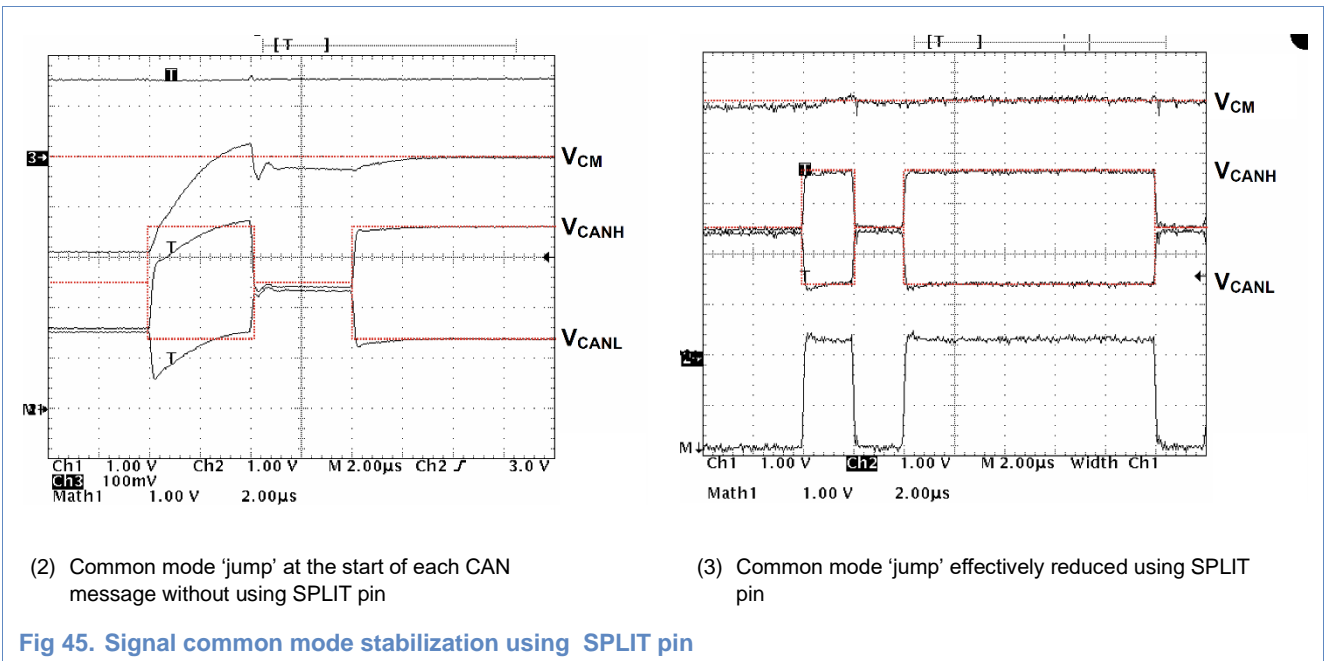 [ T ]
T
3→
VCM
VCANH
T
VCANL
T
Ch1 1.00 V Ch2 1.00 V M 2.00µs Ch2 3.0 V
Ch3 100mV
Math1 1.00 V 2.00µs
[ T ]
VCM
T
VCANH
T
VCANL
M
Ch1 1.00 V Ch2 1.00 V M 2.00µs Width Ch1
Math1 1.00 V 2.00µs
(2) Common mode ‘jump’ at the start of each CAN
message without using SPLIT pin
(3) Common mode ‘jump’ effectively reduced using SPLIT
pin
Fig 45. Signal common mode stabilization using SPLIT pin